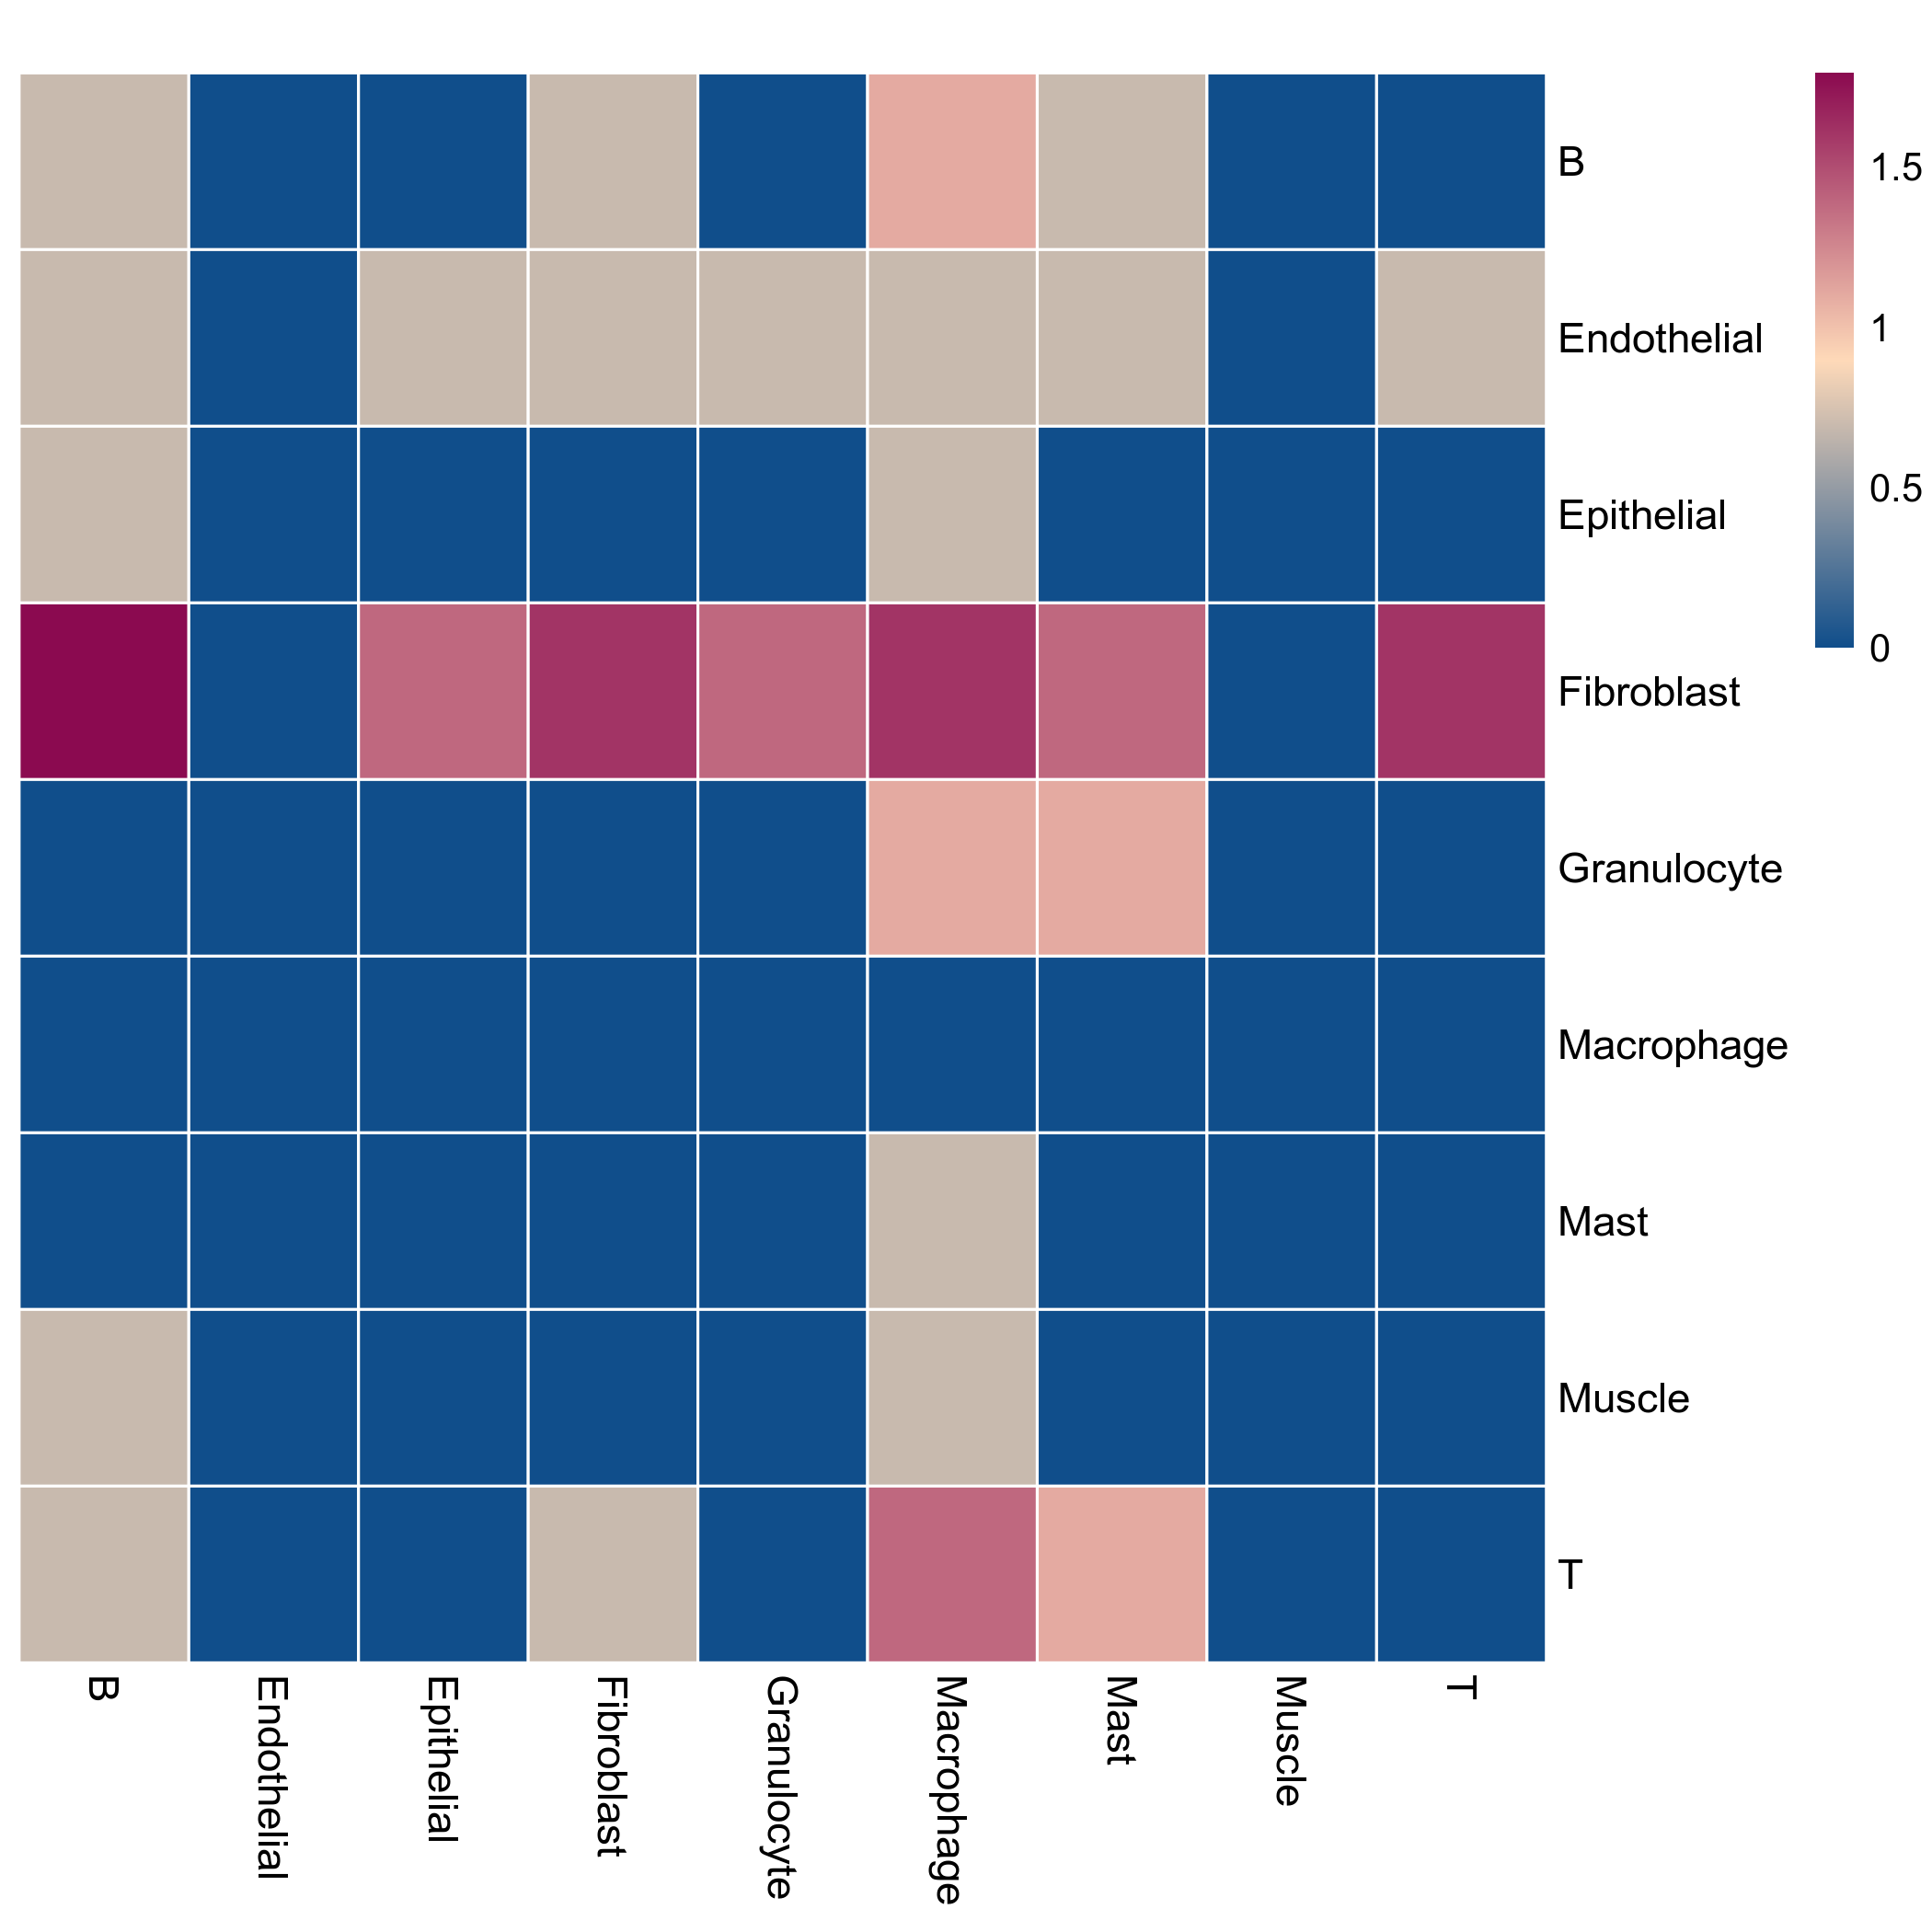 B
Endothelial
Epithelial
Fibroblast
Granulocyte
Macrophage
Mast
Muscle
T
1.5
1
0.5
0
B
Endothelial
Epithelial
Fibroblast
Granulocyte
Macrophage
Mast
Muscle
T